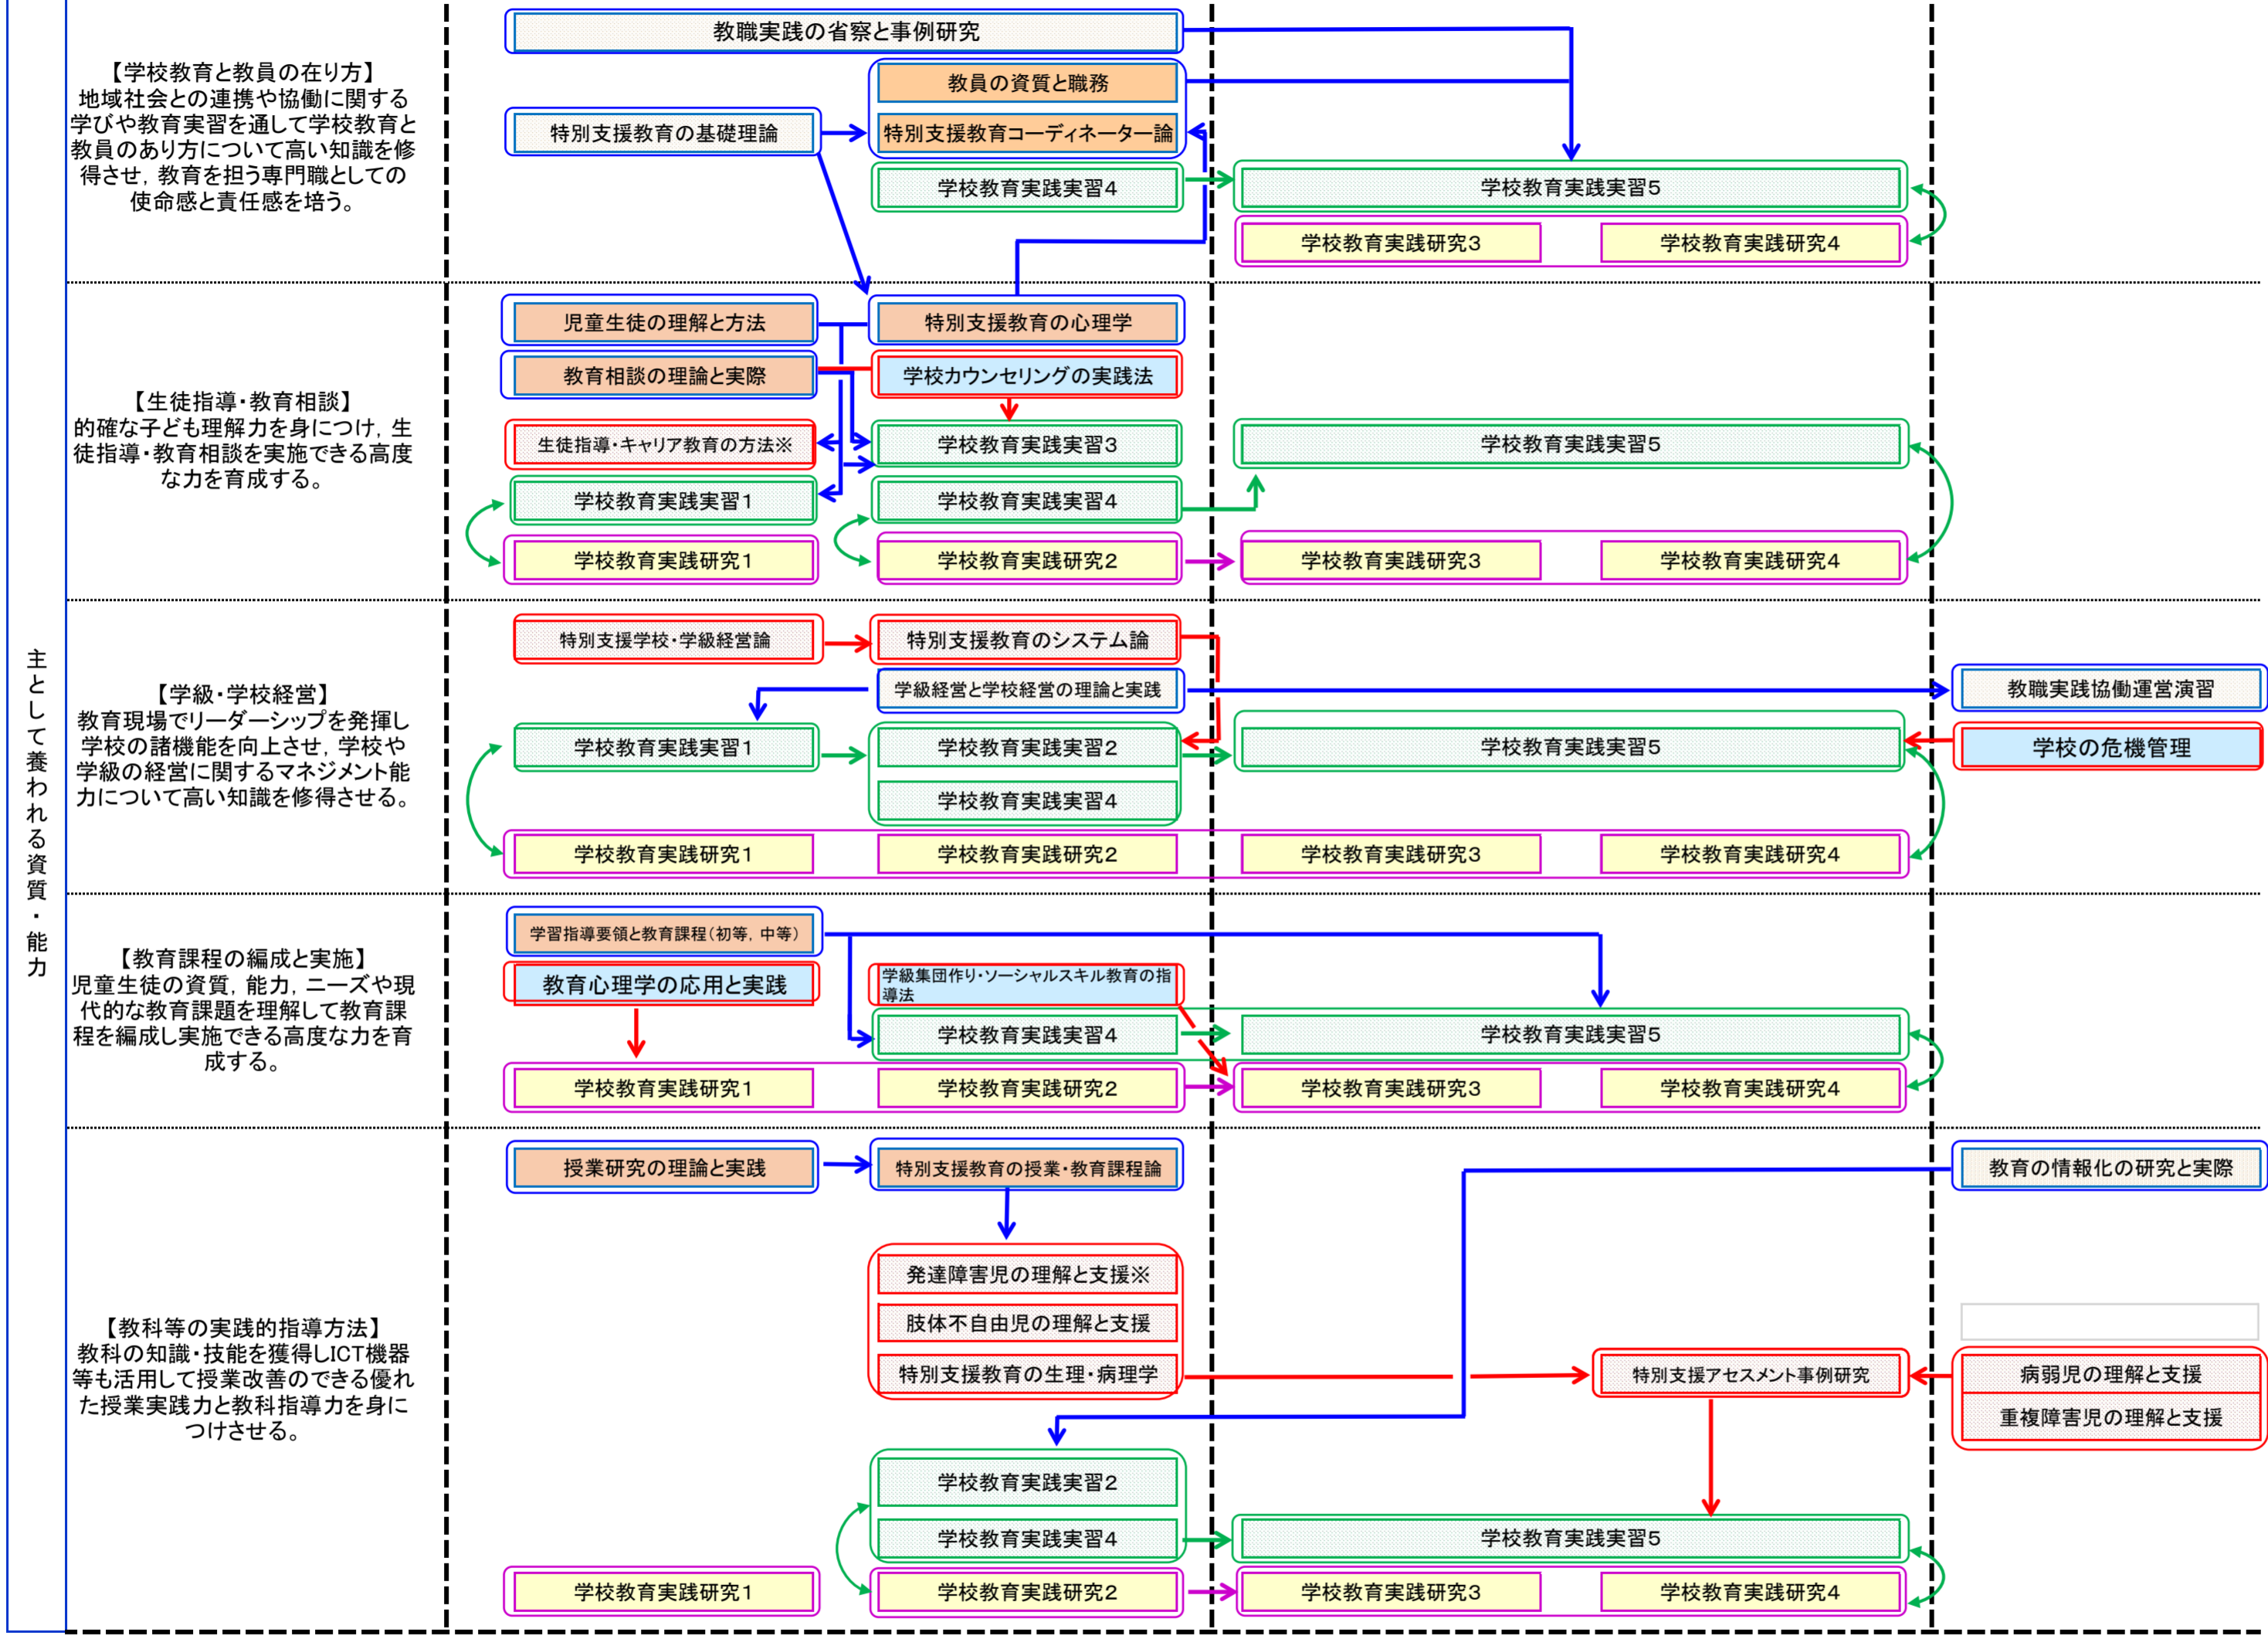 主として養われる資質・能力
【学校教育と教員の在り方】
地域社会との連携や協働に関する
学びや教育実習を通して学校教育と
教員のあり方について高い知識を修
得させ，教育を担う専門職としての
使命感と責任感を培う。
教職実践の省察と事例研究
教員の資質と職務
特別支援教育の基礎理論
特別支援教育コーディネーター論
学校教育実践実習４
学校教育実践実習５
学校教育実践研究３
学校教育実践研究４
【生徒指導・教育相談】
的確な子ども理解力を身につけ，生
徒指導・教育相談を実施できる高度
な力を育成する。
児童生徒の理解と方法
特別支援教育の心理学
教育相談の理論と実際
学校カウンセリングの実践法
生徒指導・キャリア教育の方法※
学校教育実践実習３
学校教育実践実習５
学校教育実践実習１
学校教育実践実習４
学校教育実践研究１
学校教育実践研究２
学校教育実践研究３
学校教育実践研究４
【学級・学校経営】
教育現場でリーダーシップを発揮し
学校の諸機能を向上させ，学校や
学級の経営に関するマネジメント能
力について高い知識を修得させる。
特別支援学校・学級経営論
特別支援教育のシステム論
学級経営と学校経営の理論と実践
教職実践協働運営演習
学校教育実践実習１
学校教育実践実習２
学校教育実践実習５
学校の危機管理
学校教育実践実習４
学校教育実践研究１
学校教育実践研究２
学校教育実践研究３
学校教育実践研究４
【教育課程の編成と実施】
児童生徒の資質，能力，ニーズや現
代的な教育課題を理解して教育課
程を編成し実施できる高度な力を育
成する。
学習指導要領と教育課程（初等，中等）
教育心理学の応用と実践
学級集団作り・ソーシャルスキル教育の指
導法
学校教育実践実習４
学校教育実践実習５
学校教育実践研究１
学校教育実践研究２
学校教育実践研究３
学校教育実践研究４
【教科等の実践的指導方法】
教科の知識・技能を獲得しICT機器
等も活用して授業改善のできる優れ
た授業実践力と教科指導力を身に
つけさせる。
授業研究の理論と実践
特別支援教育の授業・教育課程論
教育の情報化の研究と実際
発達障害児の理解と支援※
肢体不自由児の理解と支援
特別支援教育の生理・病理学
特別支援アセスメント事例研究
病弱児の理解と支援
重複障害児の理解と支援
学校教育実践実習２
学校教育実践実習４
学校教育実践実習５
学校教育実践研究１
学校教育実践研究２
学校教育実践研究３
学校教育実践研究４